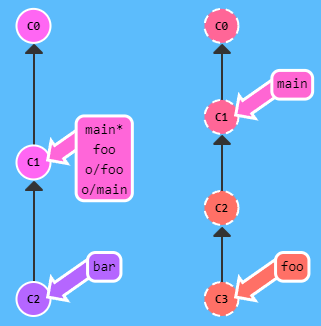 C0
C1
main*
foo
o/foo
o/main
C2
bar
C0
C1
main
C2
C3
foo